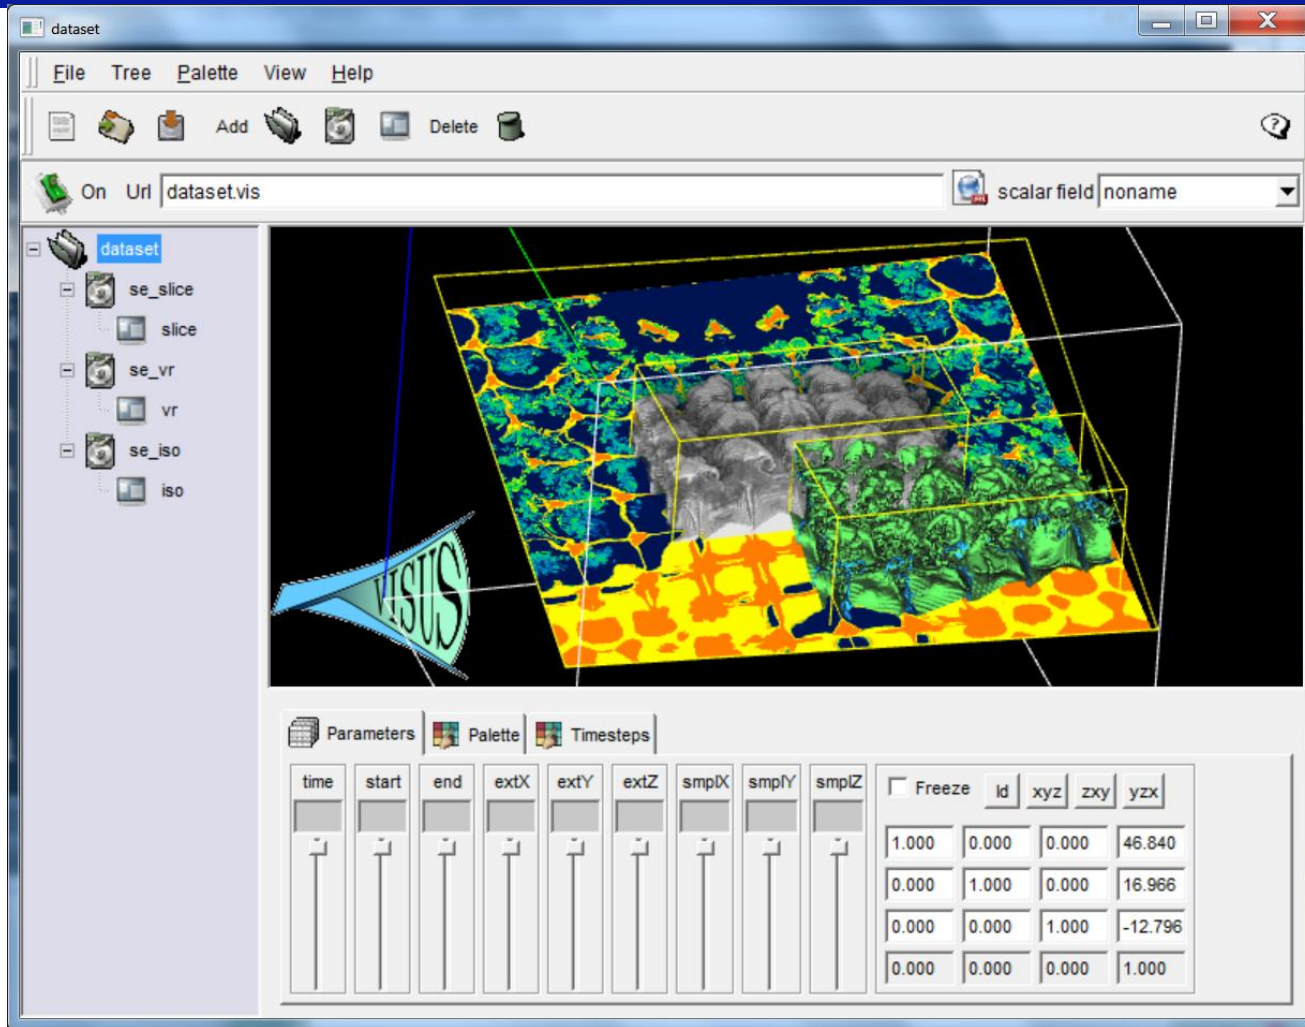 dataset
File Tree Palette View Help
Add Delete
On Url dataset.vis scalar field noname
dataset
se_slice
slice
se_vr
vr
se_iso
iso
VISUS
Parameters Palette Timesteps
time start end extX extY extZ smplX smplY smplZ
Freeze Id xyz zxy yzx
1.000 0.000 0.000 46.840
0.000 1.000 0.000 16.966
0.000 0.000 1.000 -12.796
0.000 0.000 0.000 1.000